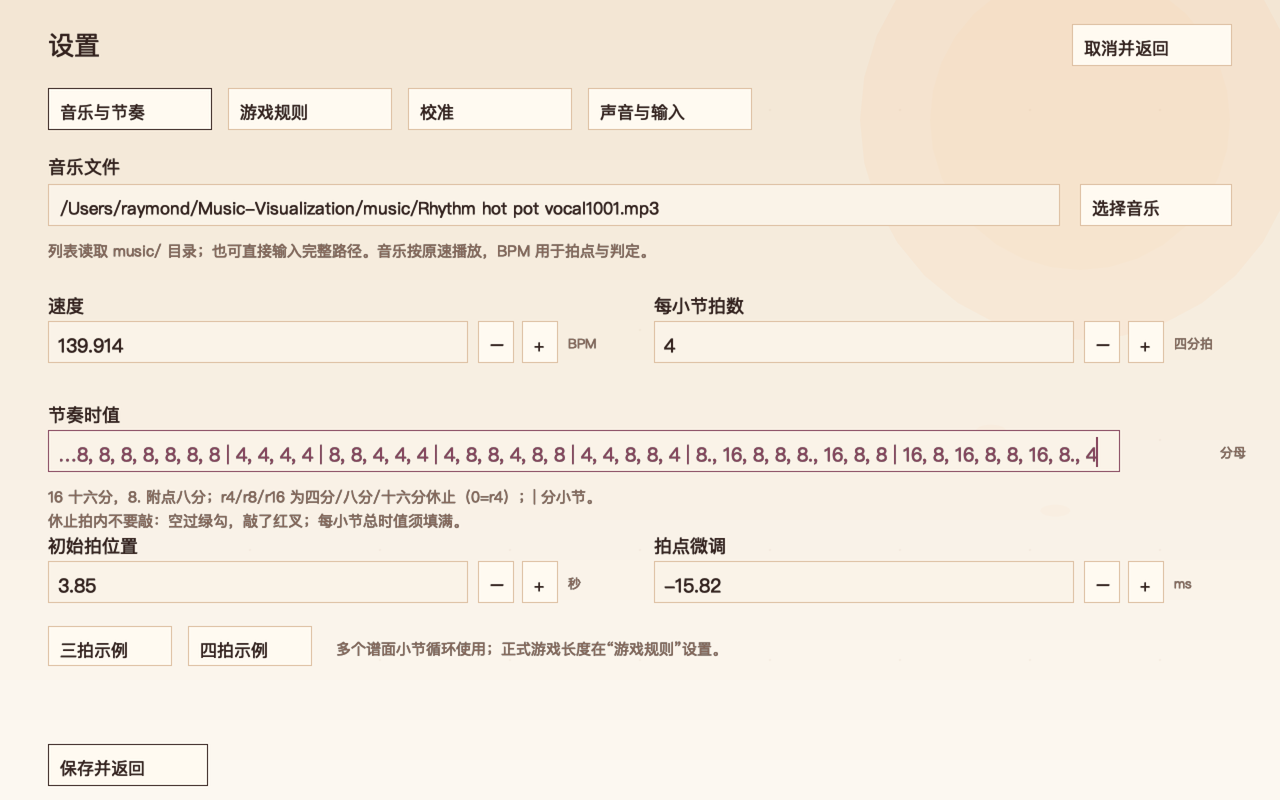 设置
取消并返回
音乐与节奏
游戏规则
校准
声音与输入
音乐文件
/Users/raymond/Music–Visualization/music/Rhythm hot pot vocal1001.mp3
选择音乐
列表读取 music/ 目录；也可直接输入完整路径。音乐按原速播放，BPM 用于拍点与判定。
速度
每小节拍数
139.914
— + BPM
4
— + 四分拍
节奏时值
...8, 8, 8, 8, 8, 8, 8 | 4, 4, 4, 4 | 8, 8, 4, 4, 4 | 4, 8, 8, 4, 8, 8 | 4, 4, 8, 8, 4 | 8., 16, 8, 8, 8., 16, 8, 8 | 16, 8, 16, 8, 8, 16, 8., 4
分母
16 十六分，8. 附点八分；r4/r8/r16 为四分/八分/十六分休止（0=r4）；| 分小节。
休止拍内不要敲：空过绿勾，敲了红叉；每小节总时值须填满。
初始拍位置
拍点微调
3.85
— + 秒
–15.82
— + ms
三拍示例
四拍示例
多个谱面小节循环使用；正式游戏长度在“游戏规则”设置。
保存并返回